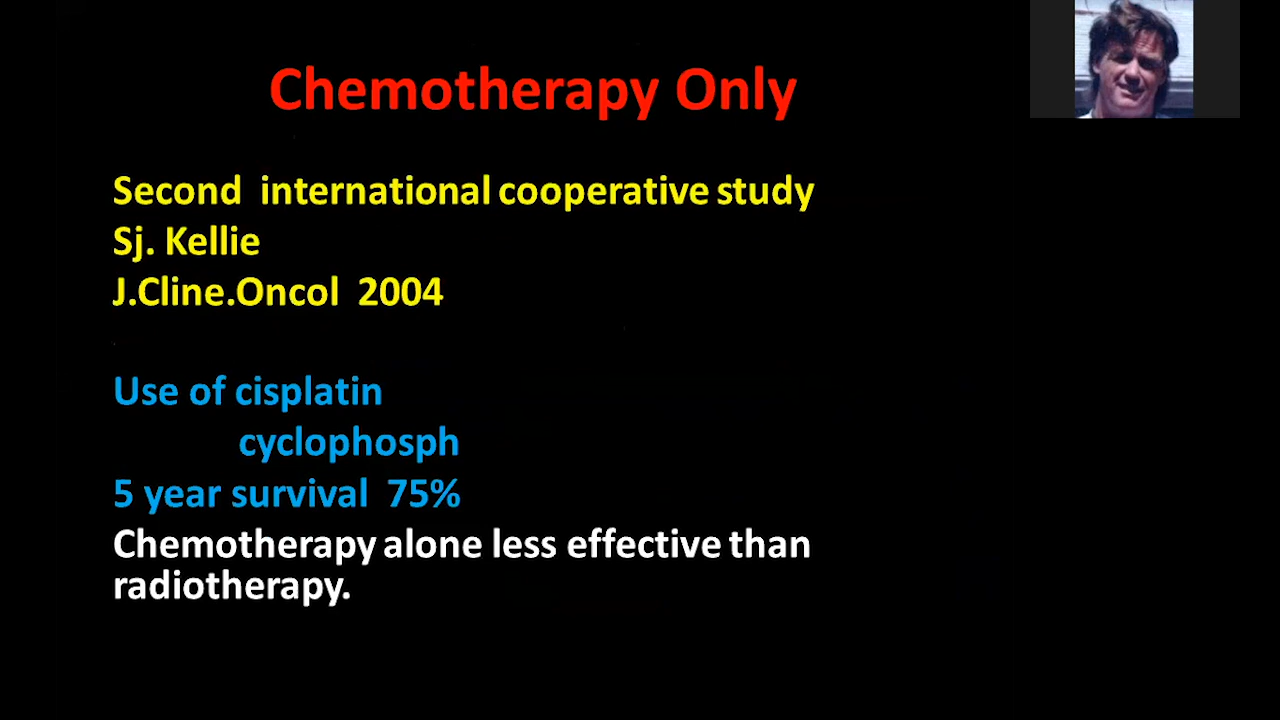 Chemotherapy Only
Second international cooperative study
Sj. Kellie
J.Cline.Oncol 2004
Use of cisplatin
cyclophosph
5 year survival 75%
Chemotherapy alone less effective than
radiotherapy.